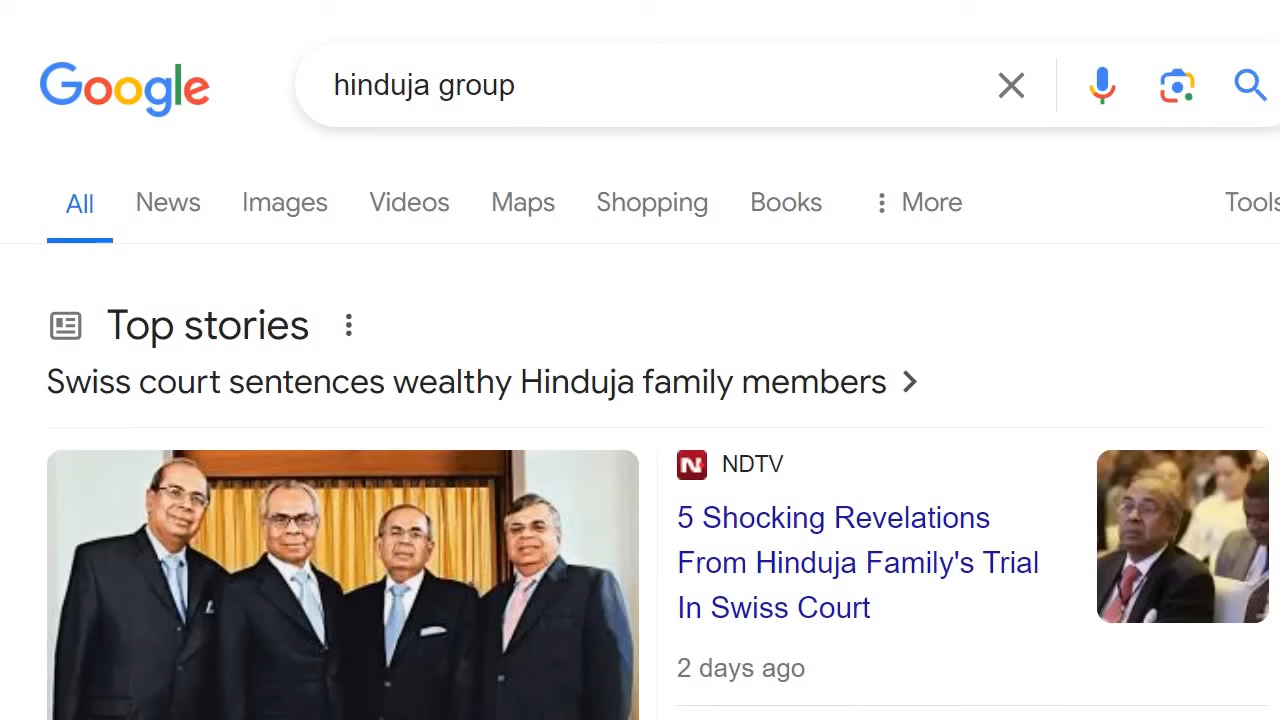 Google
hinduja group
All News Images Videos Maps Shopping Books More Tools
Top stories
Swiss court sentences wealthy Hinduja family members
N NDTV
5 Shocking Revelations
From Hinduja Family's Trial
In Swiss Court
2 days ago